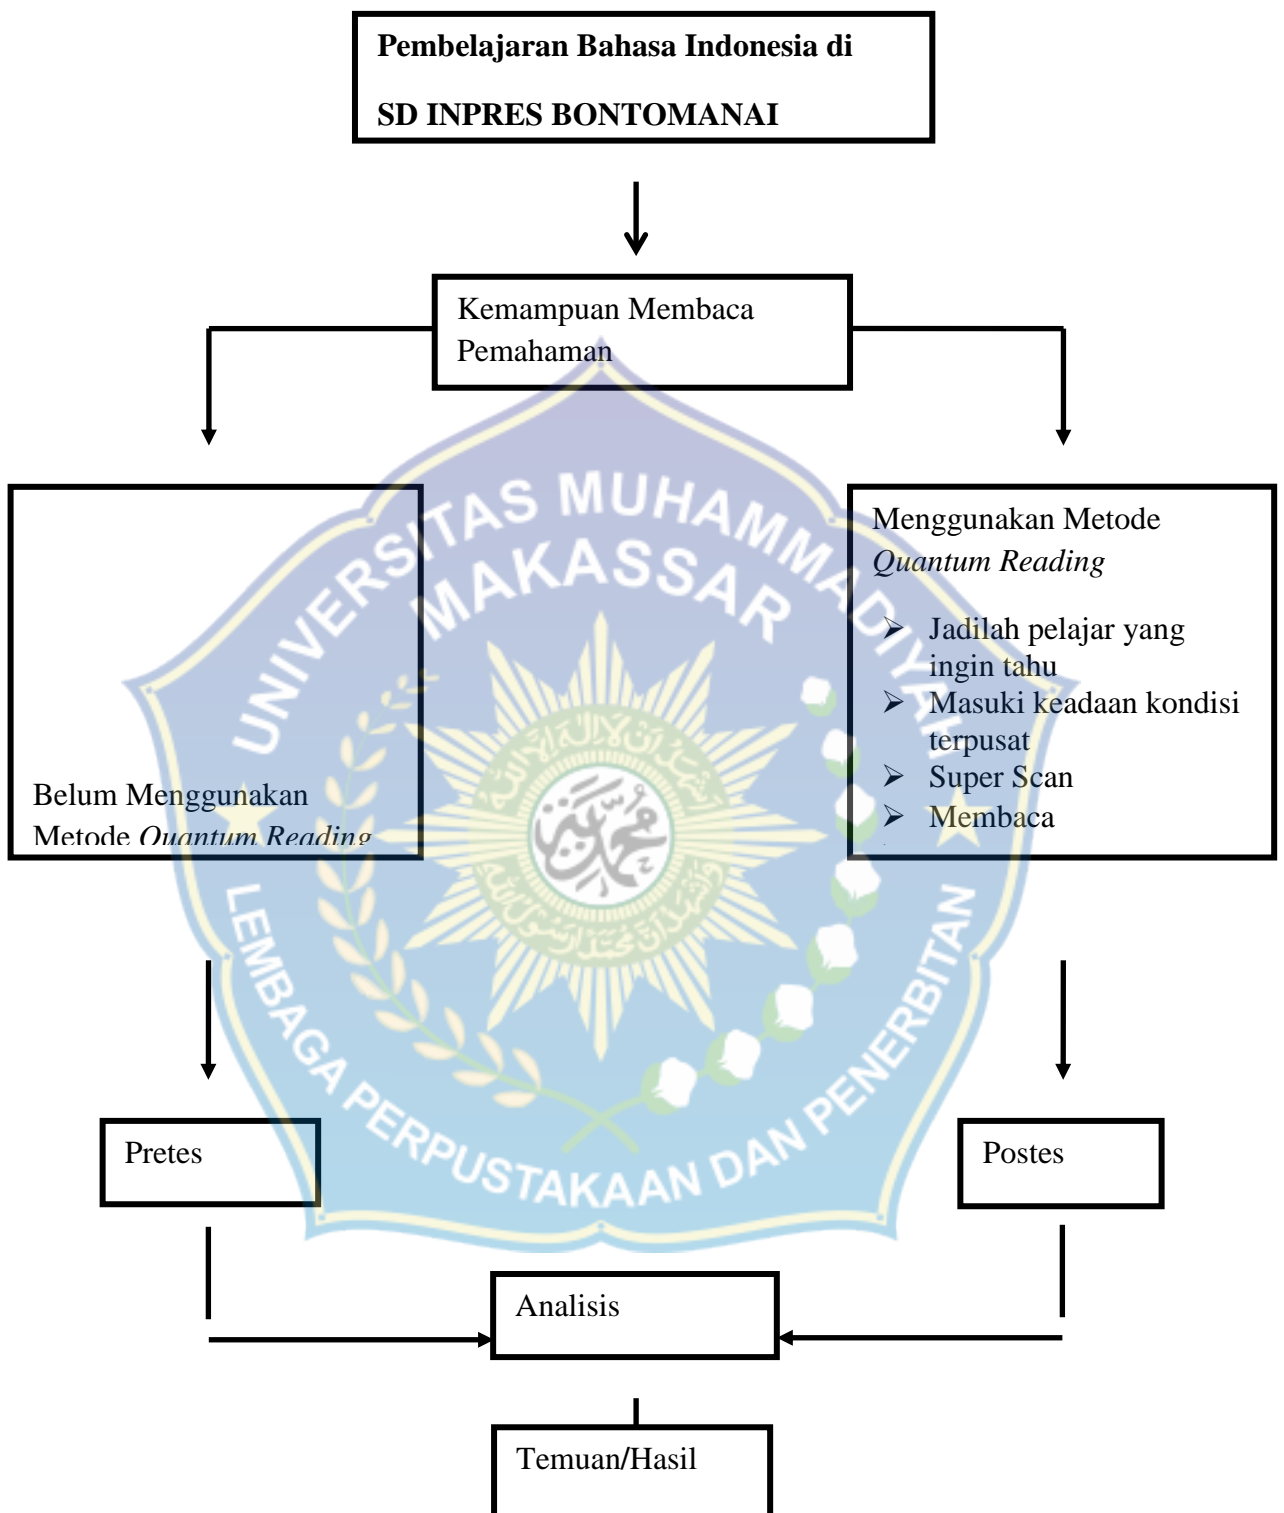 Pembelajaran Bahasa Indonesia di
SD INPRES BONTOMANAI
Kemampuan Membaca
Pemahaman
Belum Menggunakan
Metode Quantum Reading
Menggunakan Metode
Quantum Reading
➢ Jadilah pelajar yang
ingin tahu
➢ Masuki keadaan kondisi
terpusat
➢ Super Scan
➢ Membaca
UNIVERSITAS MUHAMMADIYAH
MAKASSAR
LEMBAGA PERPUSTAKAAN DAN PENERBITAN
Pretes
Postes
Analisis
Temuan/Hasil